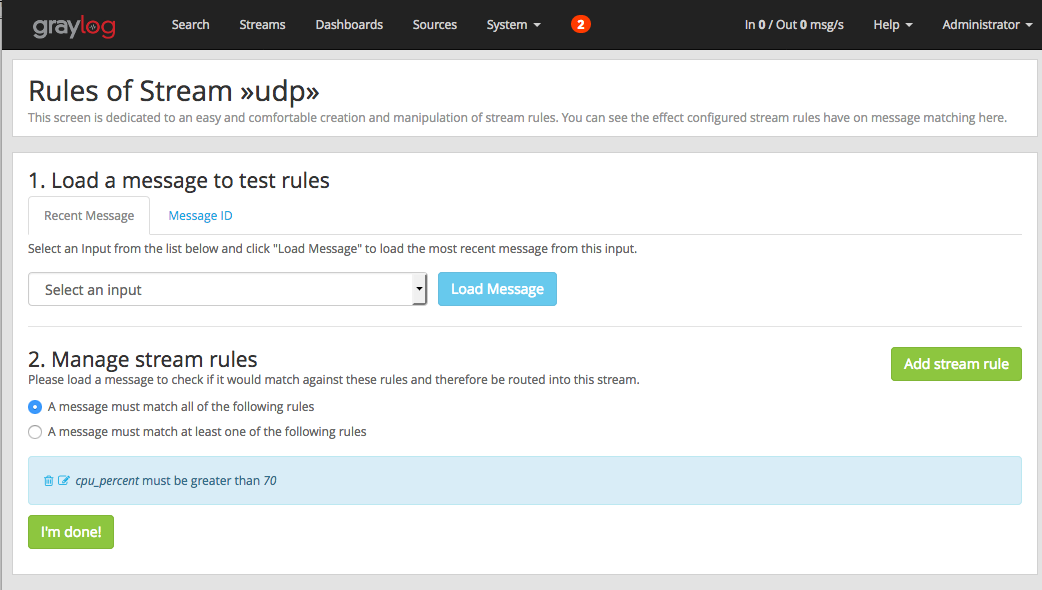 graylog Search Streams Dashboards Sources System 2 In 0 / Out 0 msg/s Help Administrator
Rules of Stream »udp»
This screen is dedicated to an easy and comfortable creation and manipulation of stream rules. You can see the effect configured stream rules have on message matching here.
1. Load a message to test rules
Recent Message Message ID
Select an Input from the list below and click "Load Message" to load the most recent message from this input.
Select an input Load Message
2. Manage stream rules
Add stream rule
Please load a message to check if it would match against these rules and therefore be routed into this stream.
A message must match all of the following rules
A message must match at least one of the following rules
cpu_percent must be greater than 70
I'm done!